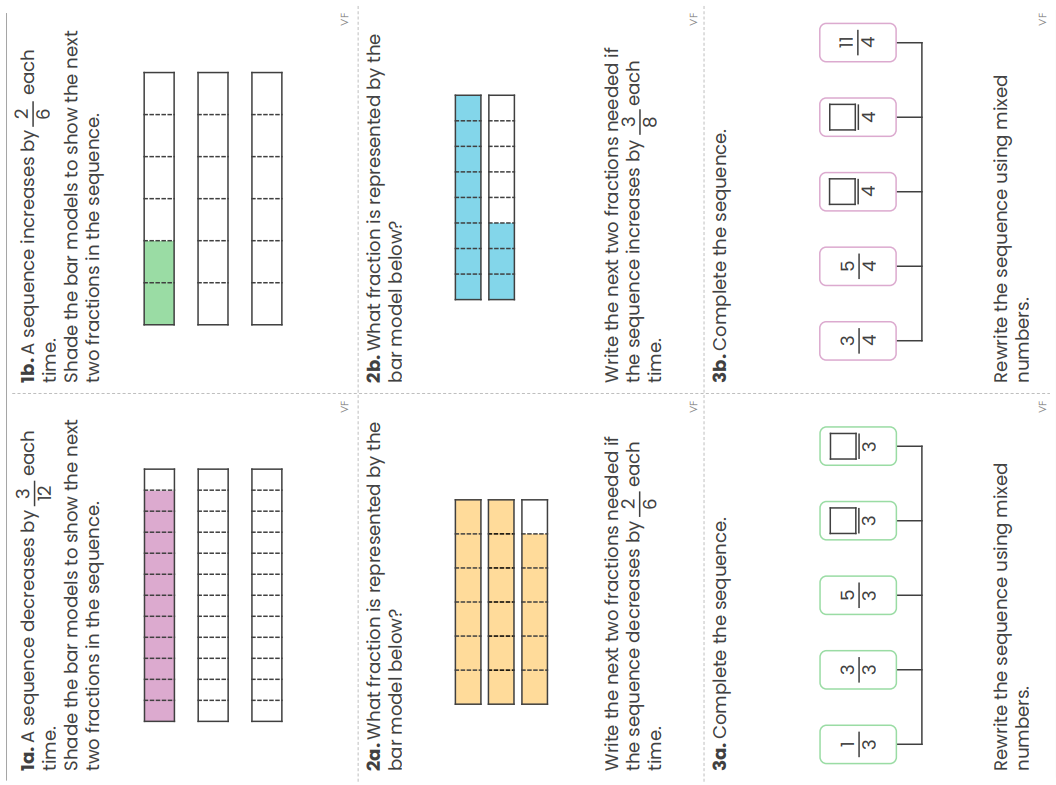 1a. A sequence decreases by 3/12 each
time.
Shade the bar models to show the next
two fractions in the sequence.
VF
1b. A sequence increases by 2/6 each
time.
Shade the bar models to show the next
two fractions in the sequence.
VF
2a. What fraction is represented by the
bar model below?
Write the next two fractions needed if
the sequence decreases by 2/6 each
time.
VF
2b. What fraction is represented by the
bar model below?
Write the next two fractions needed if
the sequence increases by 3/8 each
time.
VF
3a. Complete the sequence.
1/3 3/3 5/3 □/3 □/3
Rewrite the sequence using mixed
numbers.
VF
3b. Complete the sequence.
3/4 5/4 □/4 □/4 11/4
Rewrite the sequence using mixed
numbers.
VF